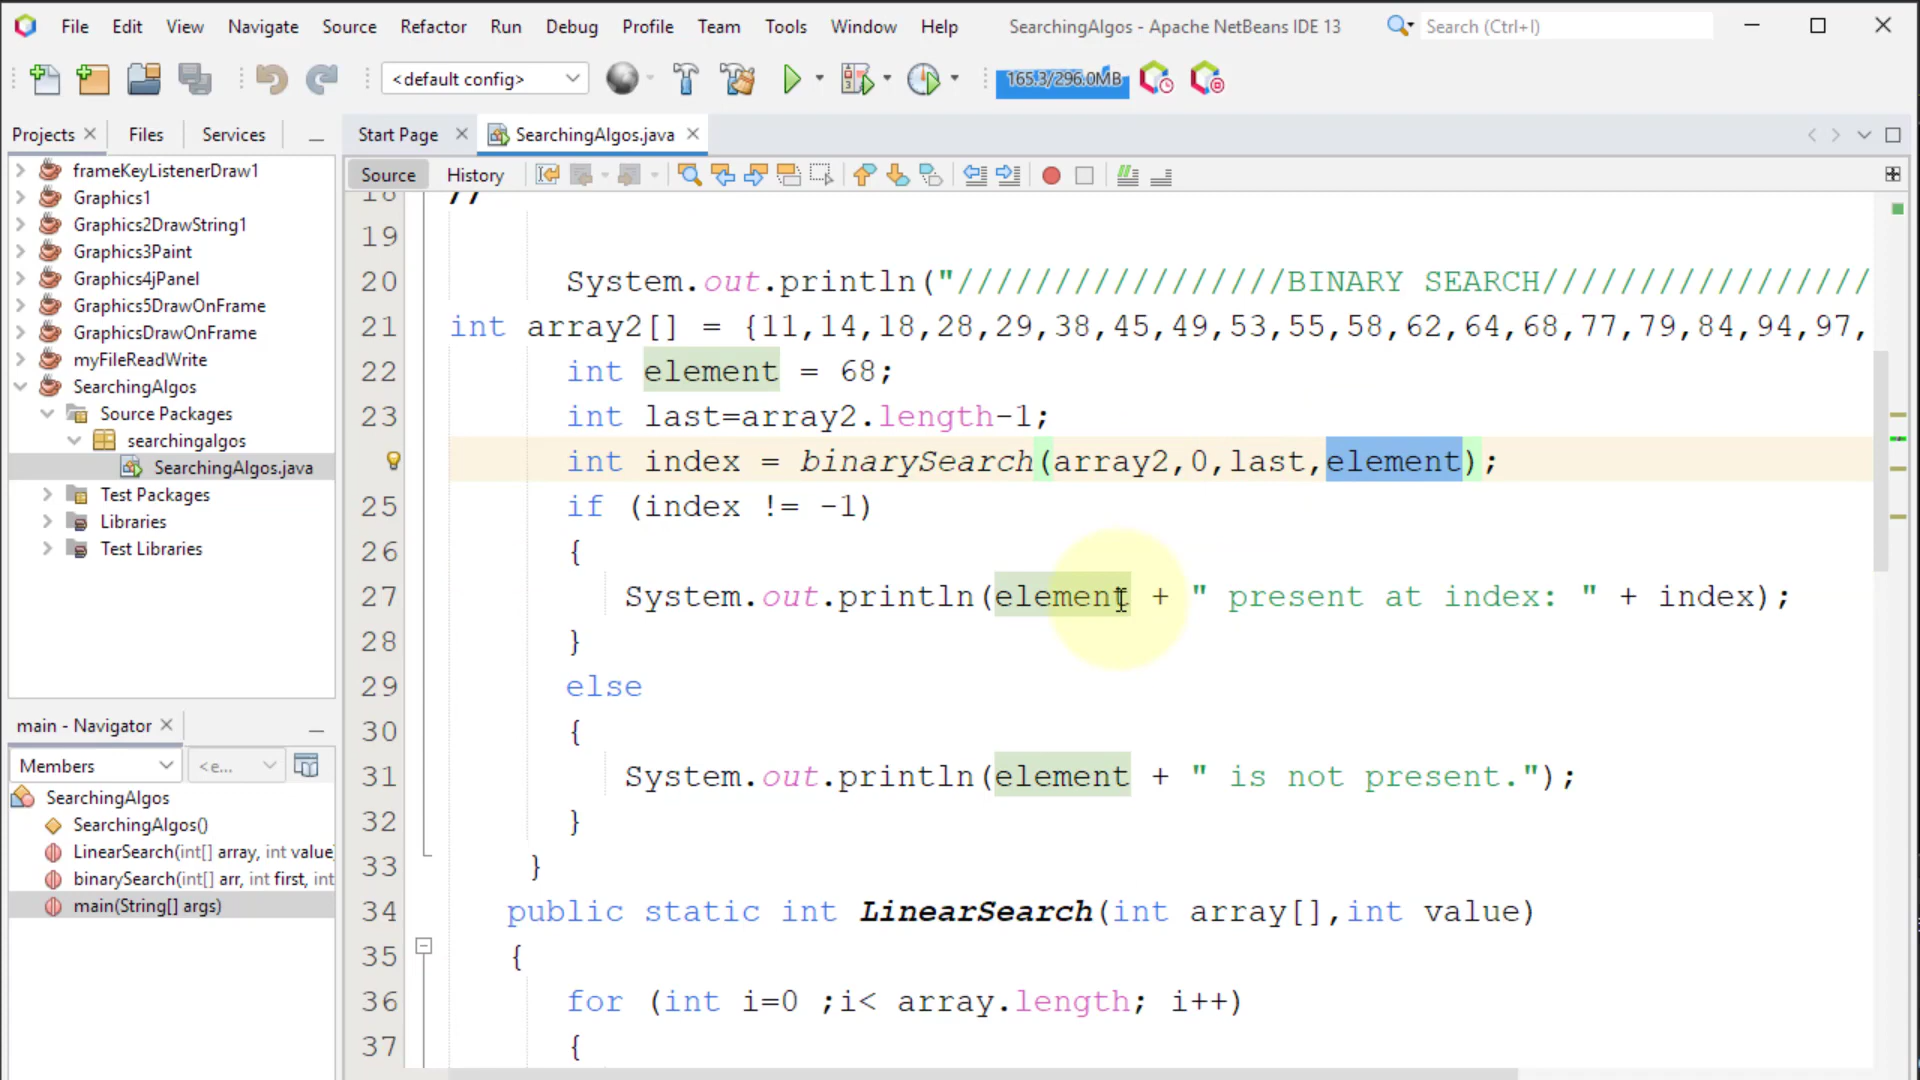 File Edit View Navigate Source Refactor Run Debug Profile Team Tools Window Help SearchingAlgos - Apache NetBeans IDE 13 Search (Ctrl+I)
<default config> 165.3/296.0MB
Projects Files Services Start Page SearchingAlgos.java
Source History
frameKeyListenerDraw1
Graphics1
Graphics2DrawString1
Graphics3Paint
Graphics4jPanel
Graphics5DrawOnFrame
GraphicsDrawOnFrame
myFileReadWrite
SearchingAlgos
Source Packages
searchingalgos
SearchingAlgos.java
Test Packages
Libraries
Test Libraries
main - Navigator
Members <e...
SearchingAlgos
SearchingAlgos()
LinearSearch(int[] array, int value
binarySearch(int[] arr, int first, int
main(String[] args)
18 //
19
20 System.out.println("/////////////////BINARY SEARCH/////////////////
21 int array2[] = {11,14,18,28,29,38,45,49,53,55,58,62,64,68,77,79,84,94,97,
22 int element = 68;
23 int last=array2.length-1;
int index = binarySearch(array2,0,last,element);
25 if (index != -1)
26 {
27 System.out.println(element + " present at index: " + index);
28 }
29 else
30 {
31 System.out.println(element + " is not present.");
32 }
33 }
34 public static int LinearSearch(int array[],int value)
35 {
36 for (int i=0 ;i< array.length; i++)
37 {